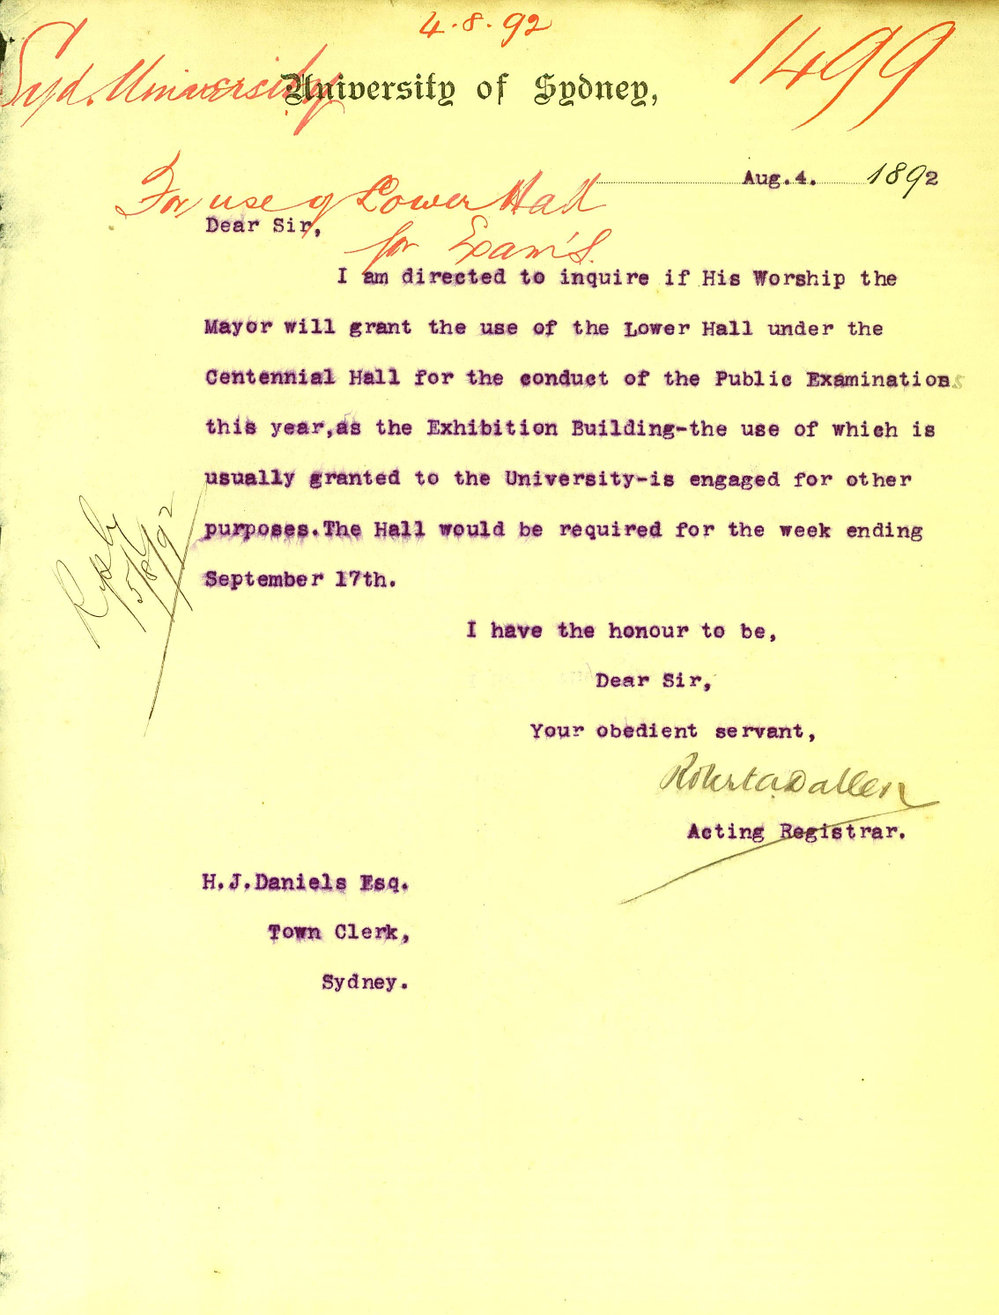 4.8.92
Syd. University
1499
University of Sydney,
Aug.4. 1892
For use of Lower Hall
for Exam's.
Dear Sir,
I am directed to inquire if His Worship the
Mayor will grant the use of the Lower Hall under the
Centennial Hall for the conduct of the Public Examinations
this year,as the Exhibition Building-the use of which is
usually granted to the University-is engaged for other
purposes.The Hall would be required for the week ending
September 17th.
Reply
5/8/92
I have the honour to be,
Dear Sir,
Your obedient servant,
Robert A. Dallen
Acting Registrar.
H.J.Daniels Esq.
Town Clerk,
Sydney.